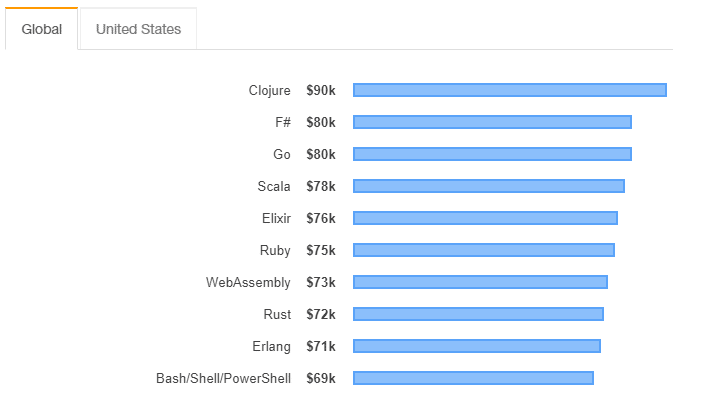 Global United States
Clojure $90k
F# $80k
Go $80k
Scala $78k
Elixir $76k
Ruby $75k
WebAssembly $73k
Rust $72k
Erlang $71k
Bash/Shell/PowerShell $69k